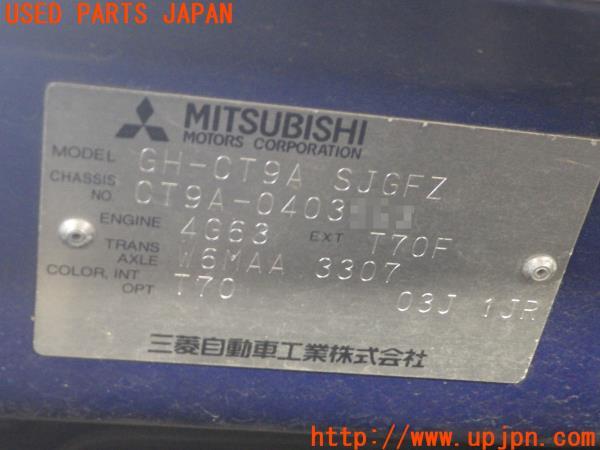 USED PARTS JAPAN
MITSUBISHI
MOTORS CORPORATION
MODEL GH-CT9A SJGFZ
CHASSIS NO. CT9A-0403
ENGINE 4G63 EXT T70F
TRANS AXLE W6MAA 3307
COLOR, INT OPT T70 03J 1JR
三菱自動車工業株式会社
http://www.upjpn.com/